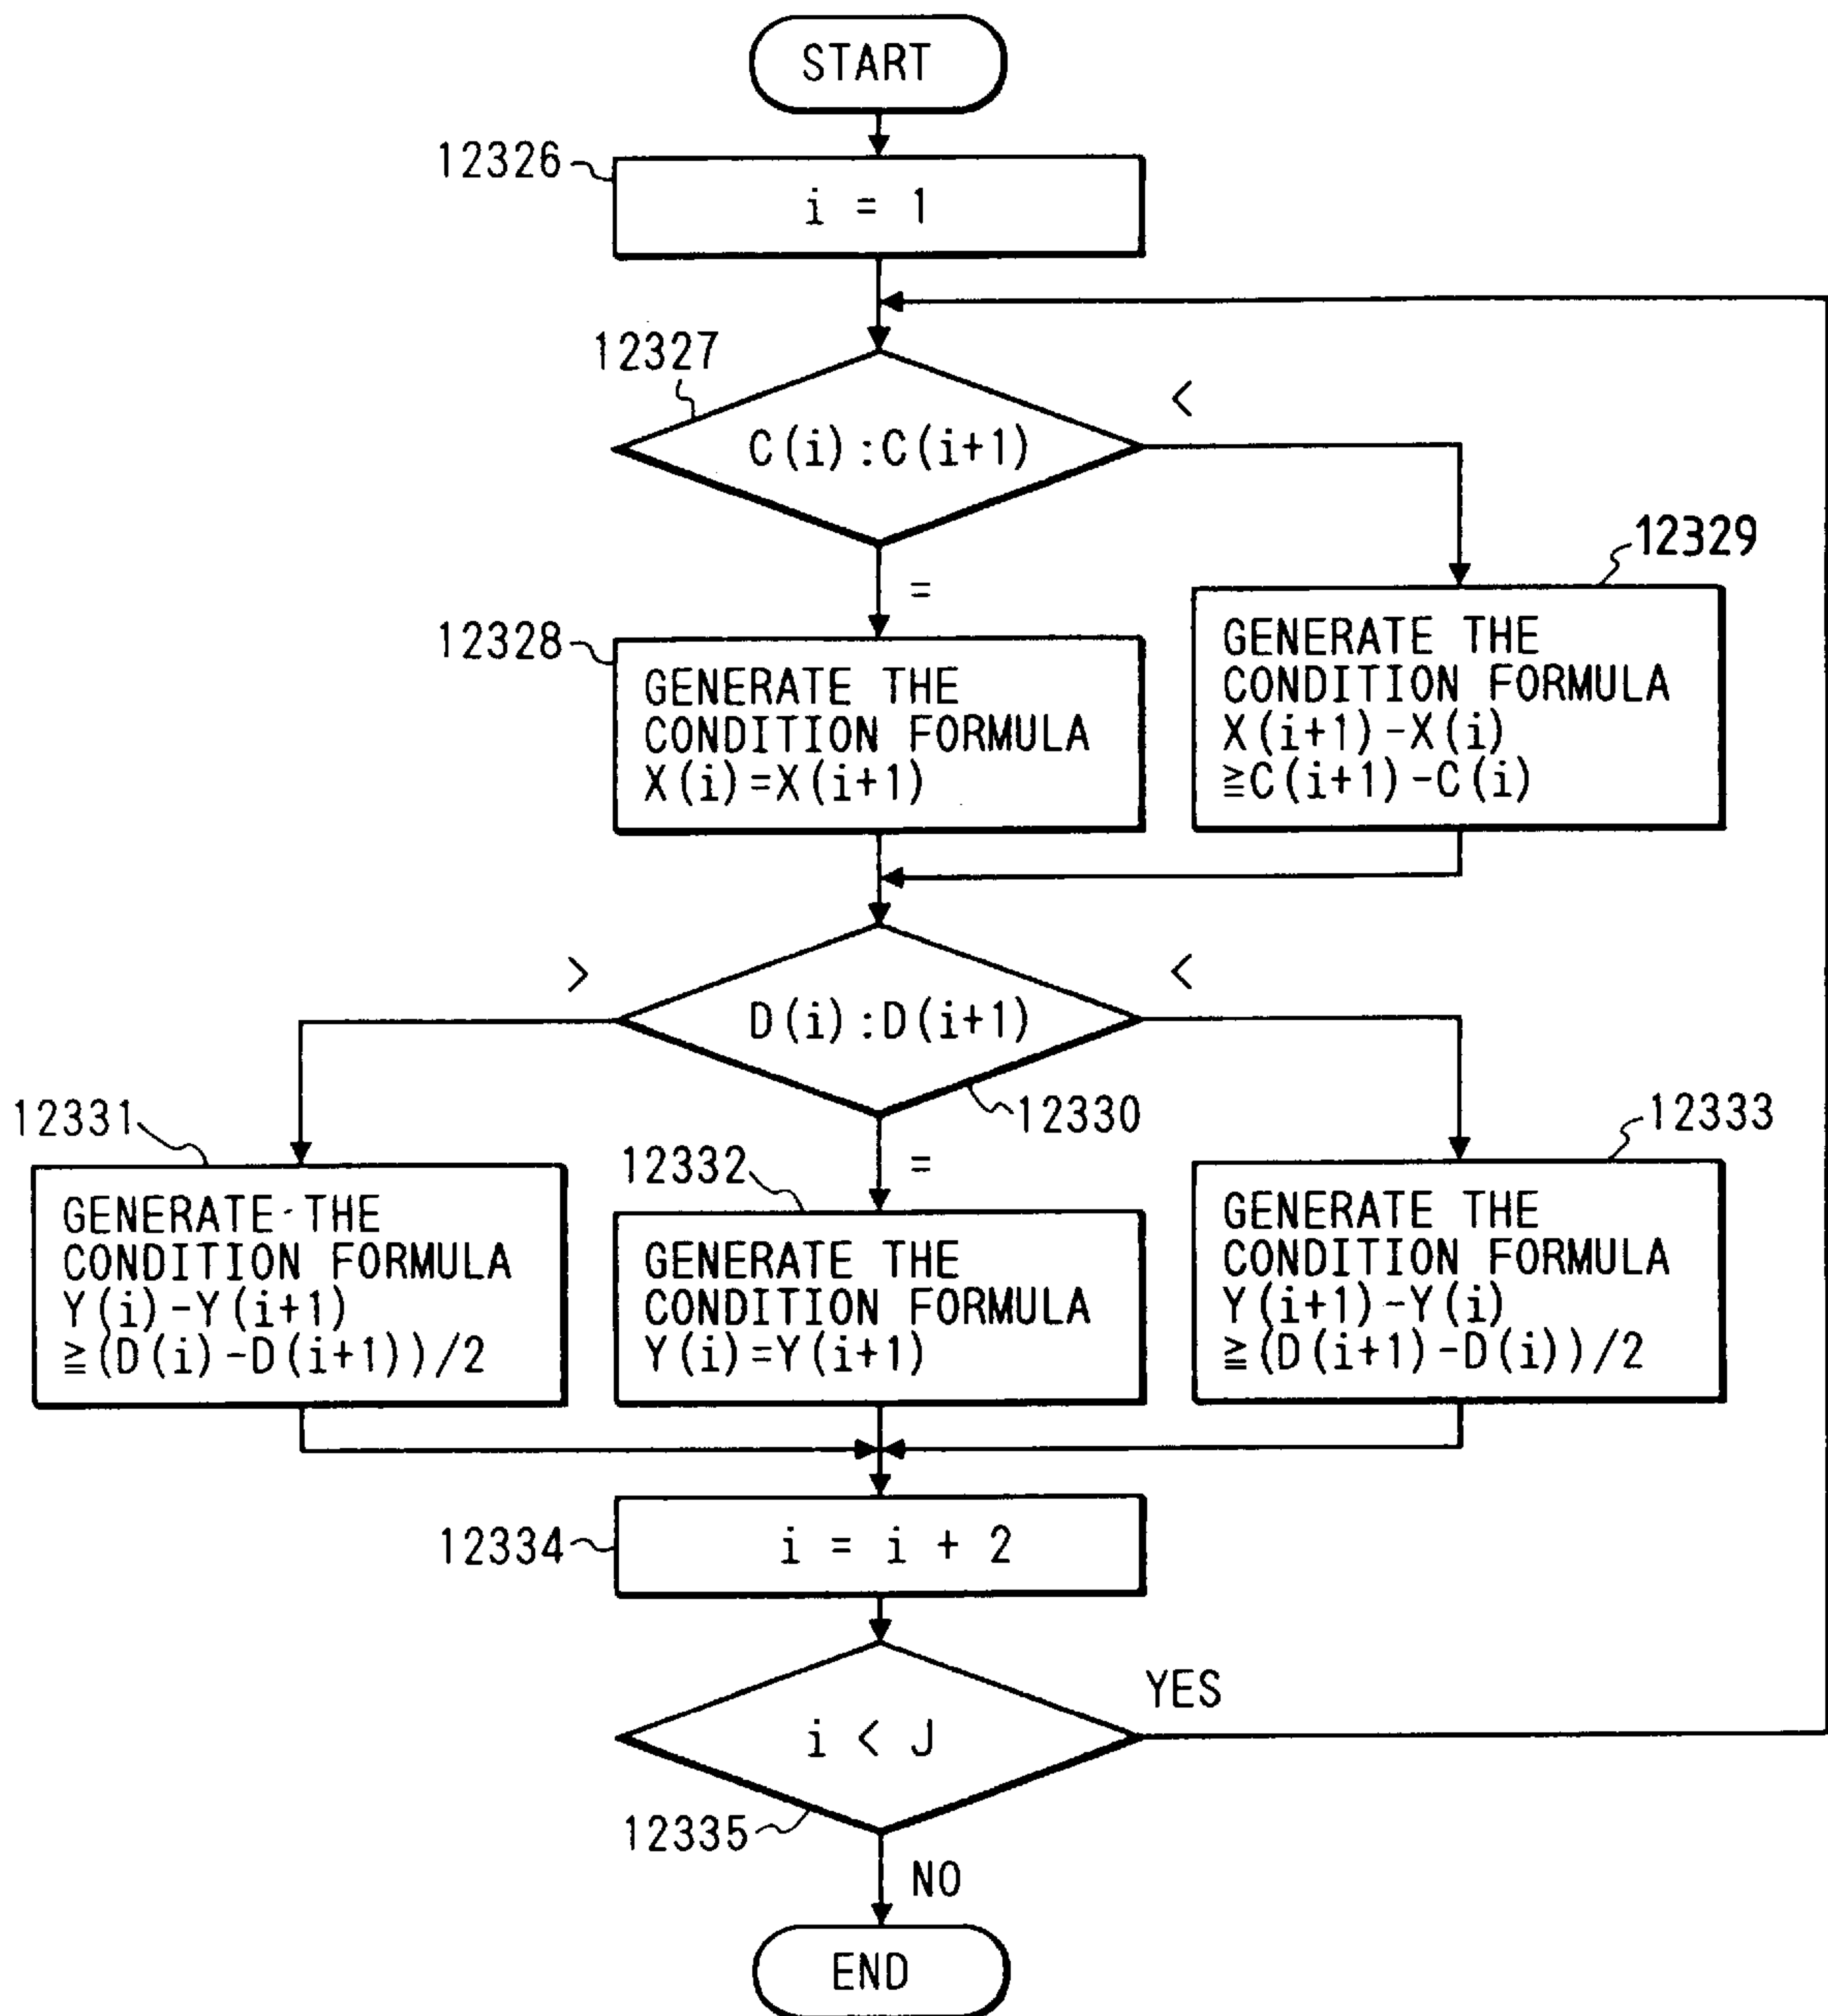 START
12326
i = 1
12327
<
C(i):C(i+1)
12329
=
12328
GENERATE THE
CONDITION FORMULA
X(i)=X(i+1)
GENERATE THE
CONDITION FORMULA
X(i+1)-X(i)
≧C(i+1)-C(i)
>
<
D(i):D(i+1)
12330
12331
12332
=
12333
GENERATE THE
CONDITION FORMULA
Y(i)-Y(i+1)
≧(D(i)-D(i+1))/2
GENERATE THE
CONDITION FORMULA
Y(i)=Y(i+1)
GENERATE THE
CONDITION FORMULA
Y(i+1)-Y(i)
≧(D(i+1)-D(i))/2
12334
i = i + 2
YES
i < J
12335
NO
END